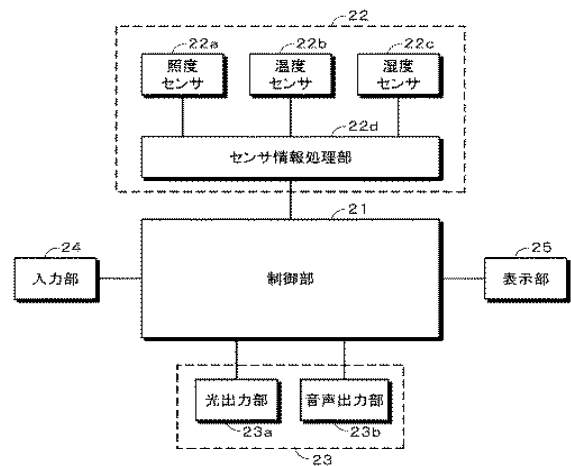 22
22a
22b
22c
照度
センサ
温度
センサ
湿度
センサ
22d
センサ情報処理部
21
24
25
入力部
制御部
表示部
光出力部
音声出力部
23a
23b
23